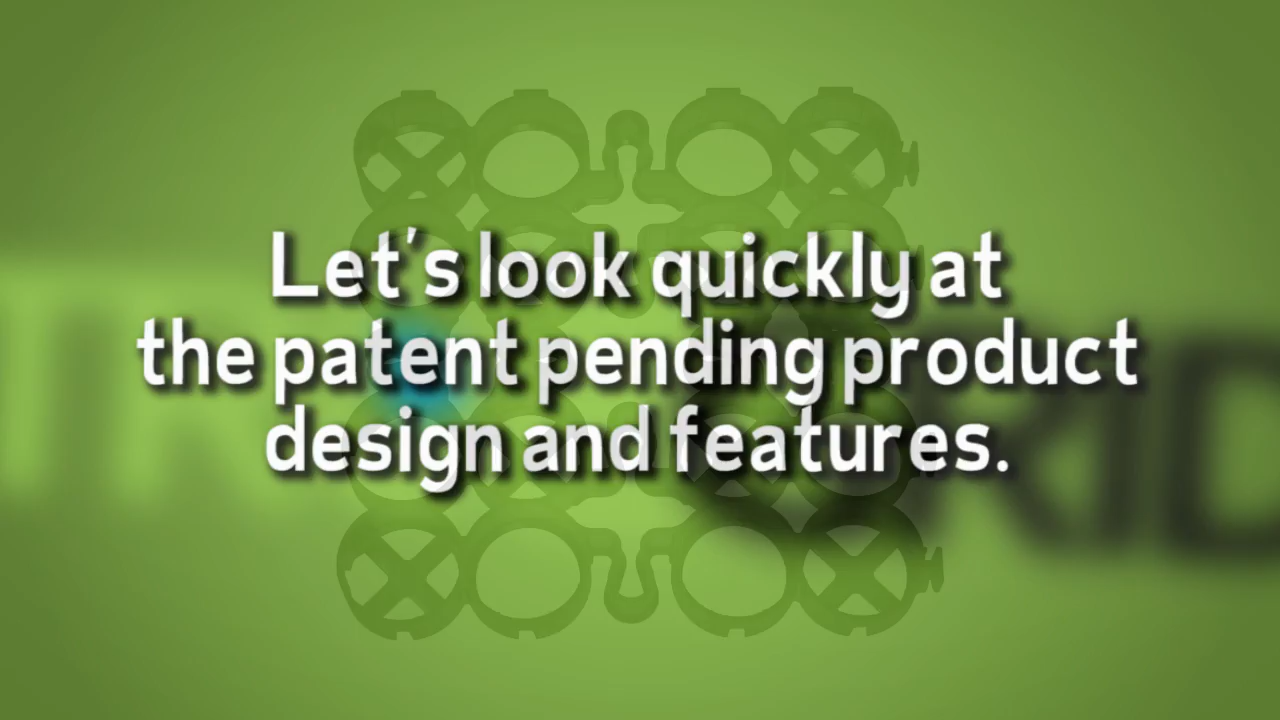 Let's look quickly at
the patent pending product
design and features.